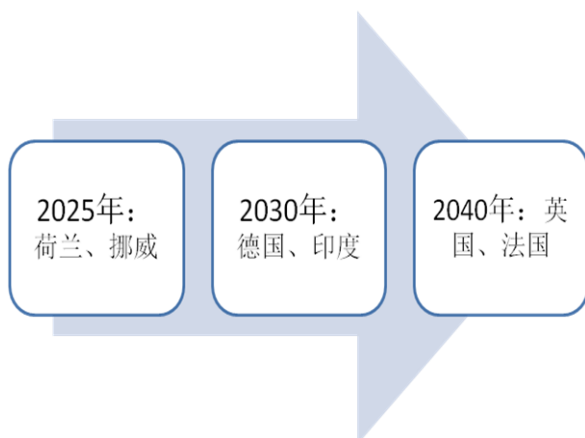 2025年：
荷兰、挪威
2030年：
德国、印度
2040年：英
国、法国